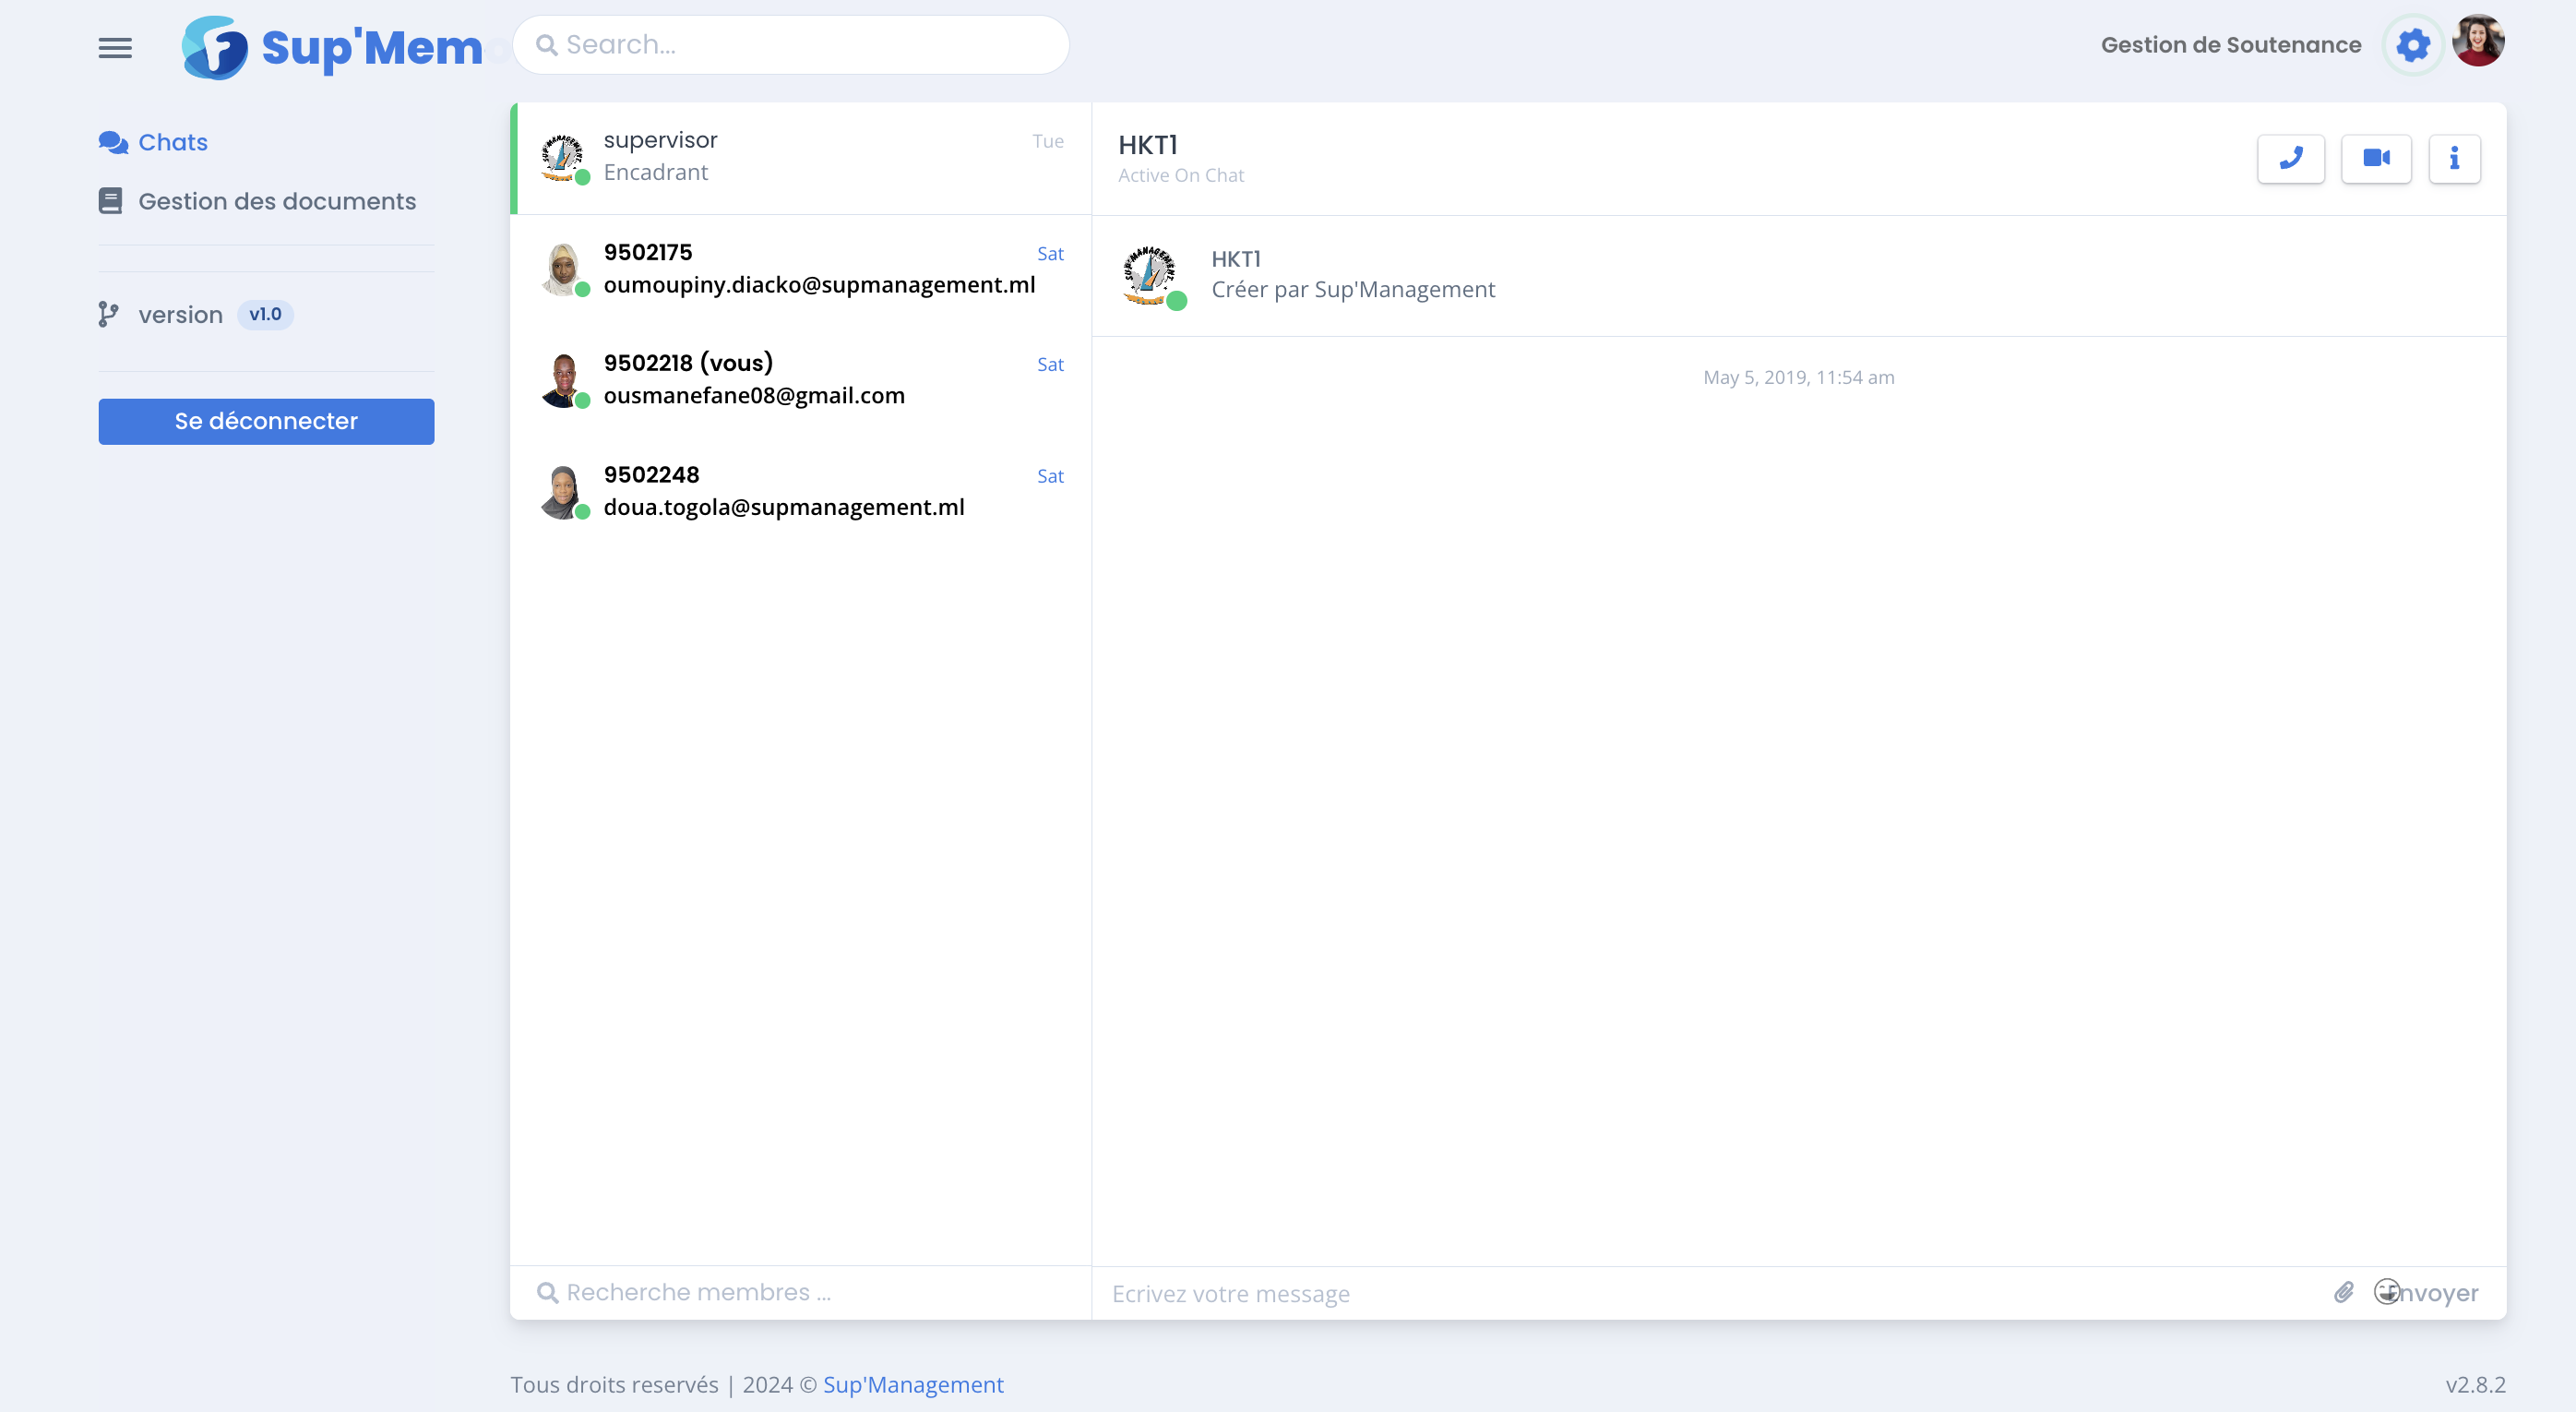 Sup'Memo
Search...
Gestion de Soutenance
Chats
Gestion des documents
version v1.0
Se déconnecter
supervisor
Tue
Encadrant
9502175
Sat
oumoupiny.diacko@supmanagement.ml
9502218 (vous)
Sat
ousmanefane08@gmail.com
9502248
Sat
doua.togola@supmanagement.ml
Recherche membres ...
HKT1
Active On Chat
SUP'MANAGEMENT
HKT1
Créer par Sup'Management
May 5, 2019, 11:54 am
Ecrivez votre message
Envoyer
Tous droits reservés | 2024 © Sup'Management
v2.8.2